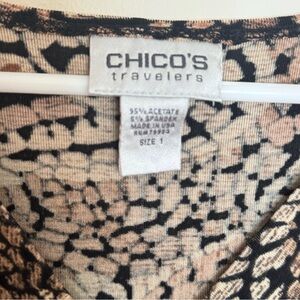 CHICO'S
travelers
95% ACETATE
5% SPANDEX
MADE IN USA
SIZE 1